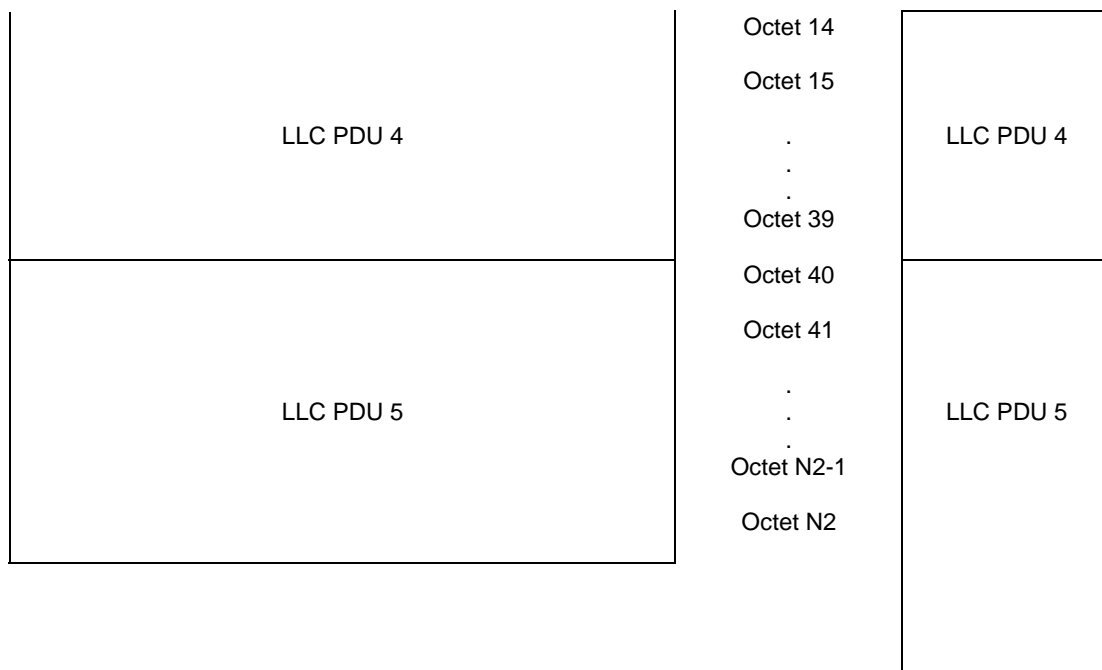 Octet 14
Octet 15
LLC PDU 4
.
.
.
LLC PDU 4
Octet 39
Octet 40
Octet 41
LLC PDU 5
.
.
.
LLC PDU 5
Octet N2-1
Octet N2